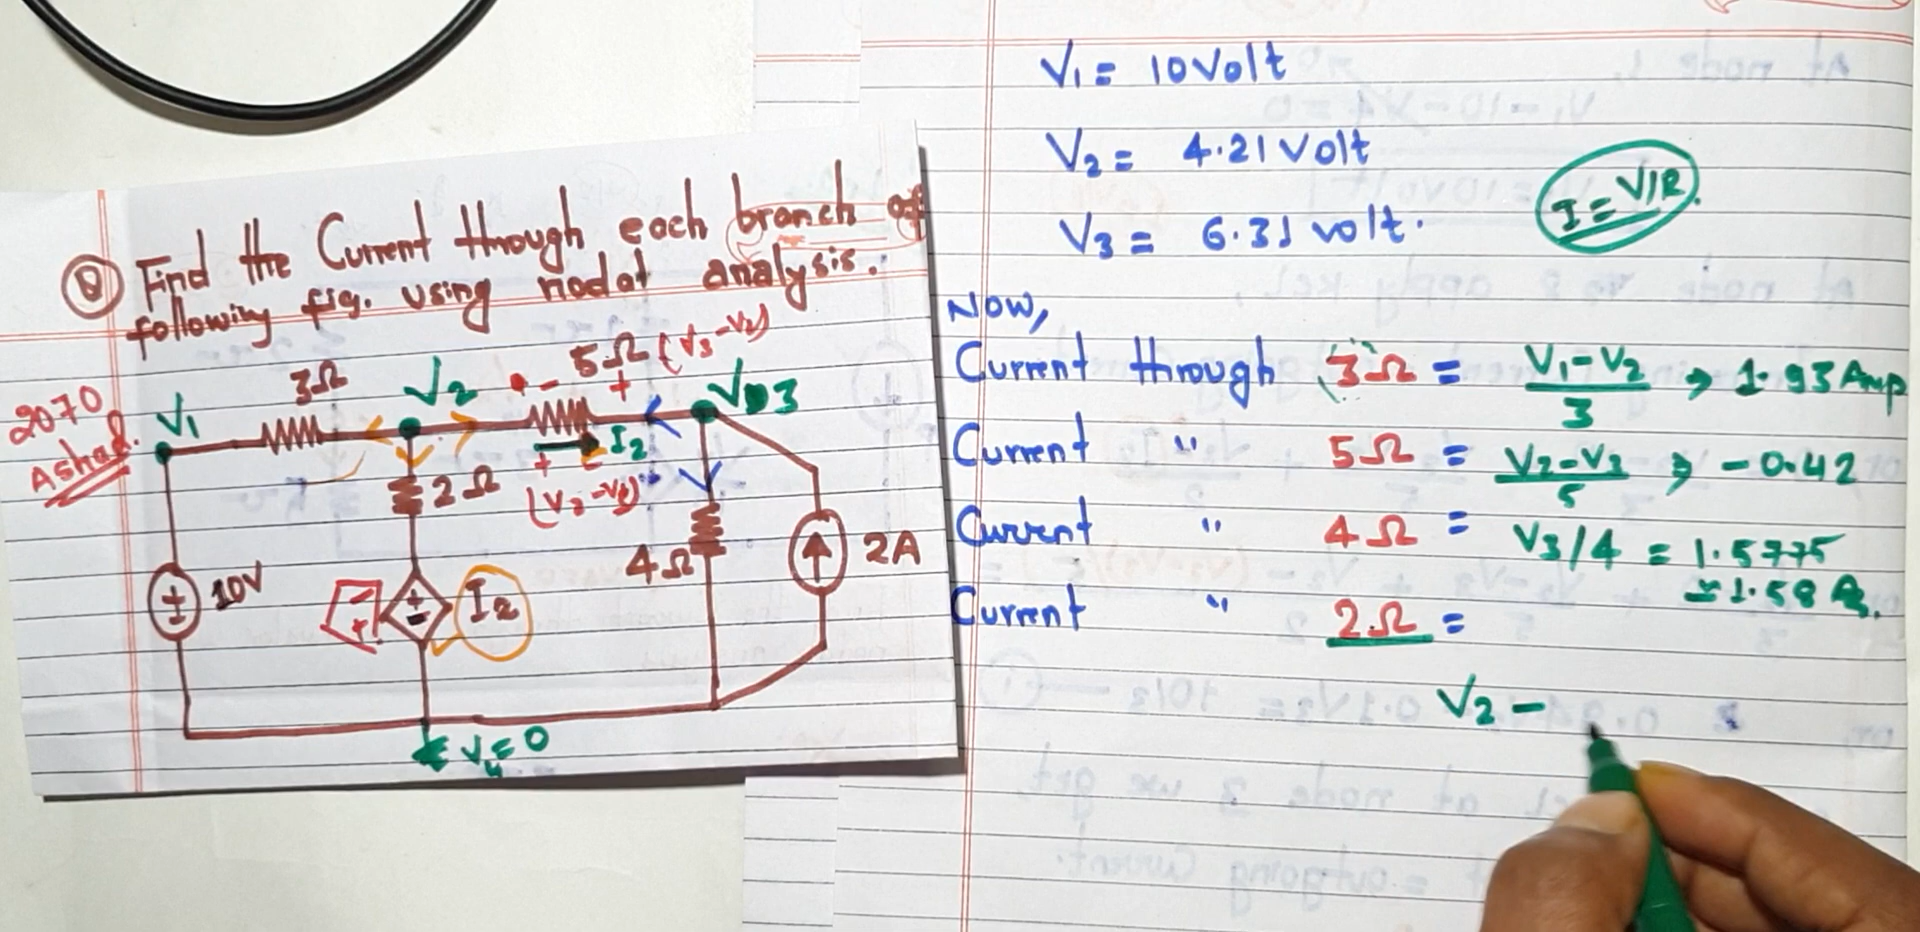 Q Find the Current through each branch of
following fig. using nodal analysis.
2070
Ashad.
V1
3Ω
V2
5Ω (V3-V2)
- +
V3
2Ω
I2
+ -
4Ω
2A
10V
+ -
- +
I2
V4=0
V1 = 10Volt
V2 = 4.21 Volt
V3 = 6.31 volt.
I = V/R
Now,
Current through 3Ω = V1-V2/3 → 1.93 Amp
Current " 5Ω = V2-V3/5 → -0.42
Current " 4Ω = V3/4 = 1.5775
≈ 1.58 A.
Current " 2Ω =
V2 -